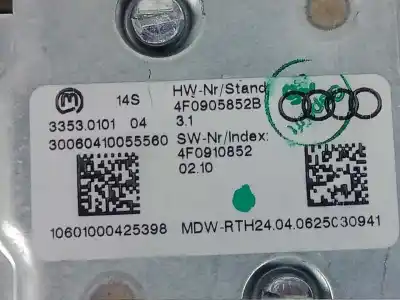 14S
3353.0101 04
30060410055560
10601000425398
HW-Nr/Stand
4F0905852B
3.1
SW-Nr/Index:
4F0910852
02.10
MDW-RTH24.04.0625030941